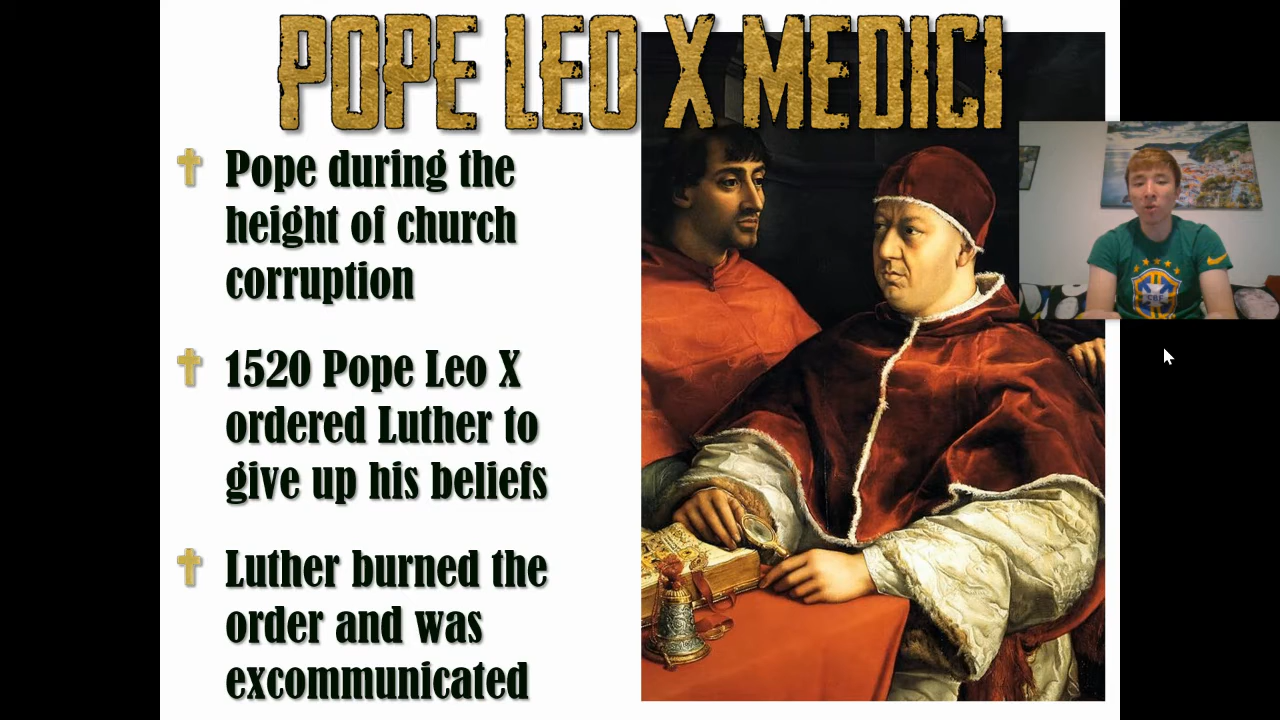 POPE LEO X MEDICI
Pope during the
height of church
corruption
1520 Pope Leo X
ordered Luther to
give up his beliefs
Luther burned the
order and was
excommunicated
CBF